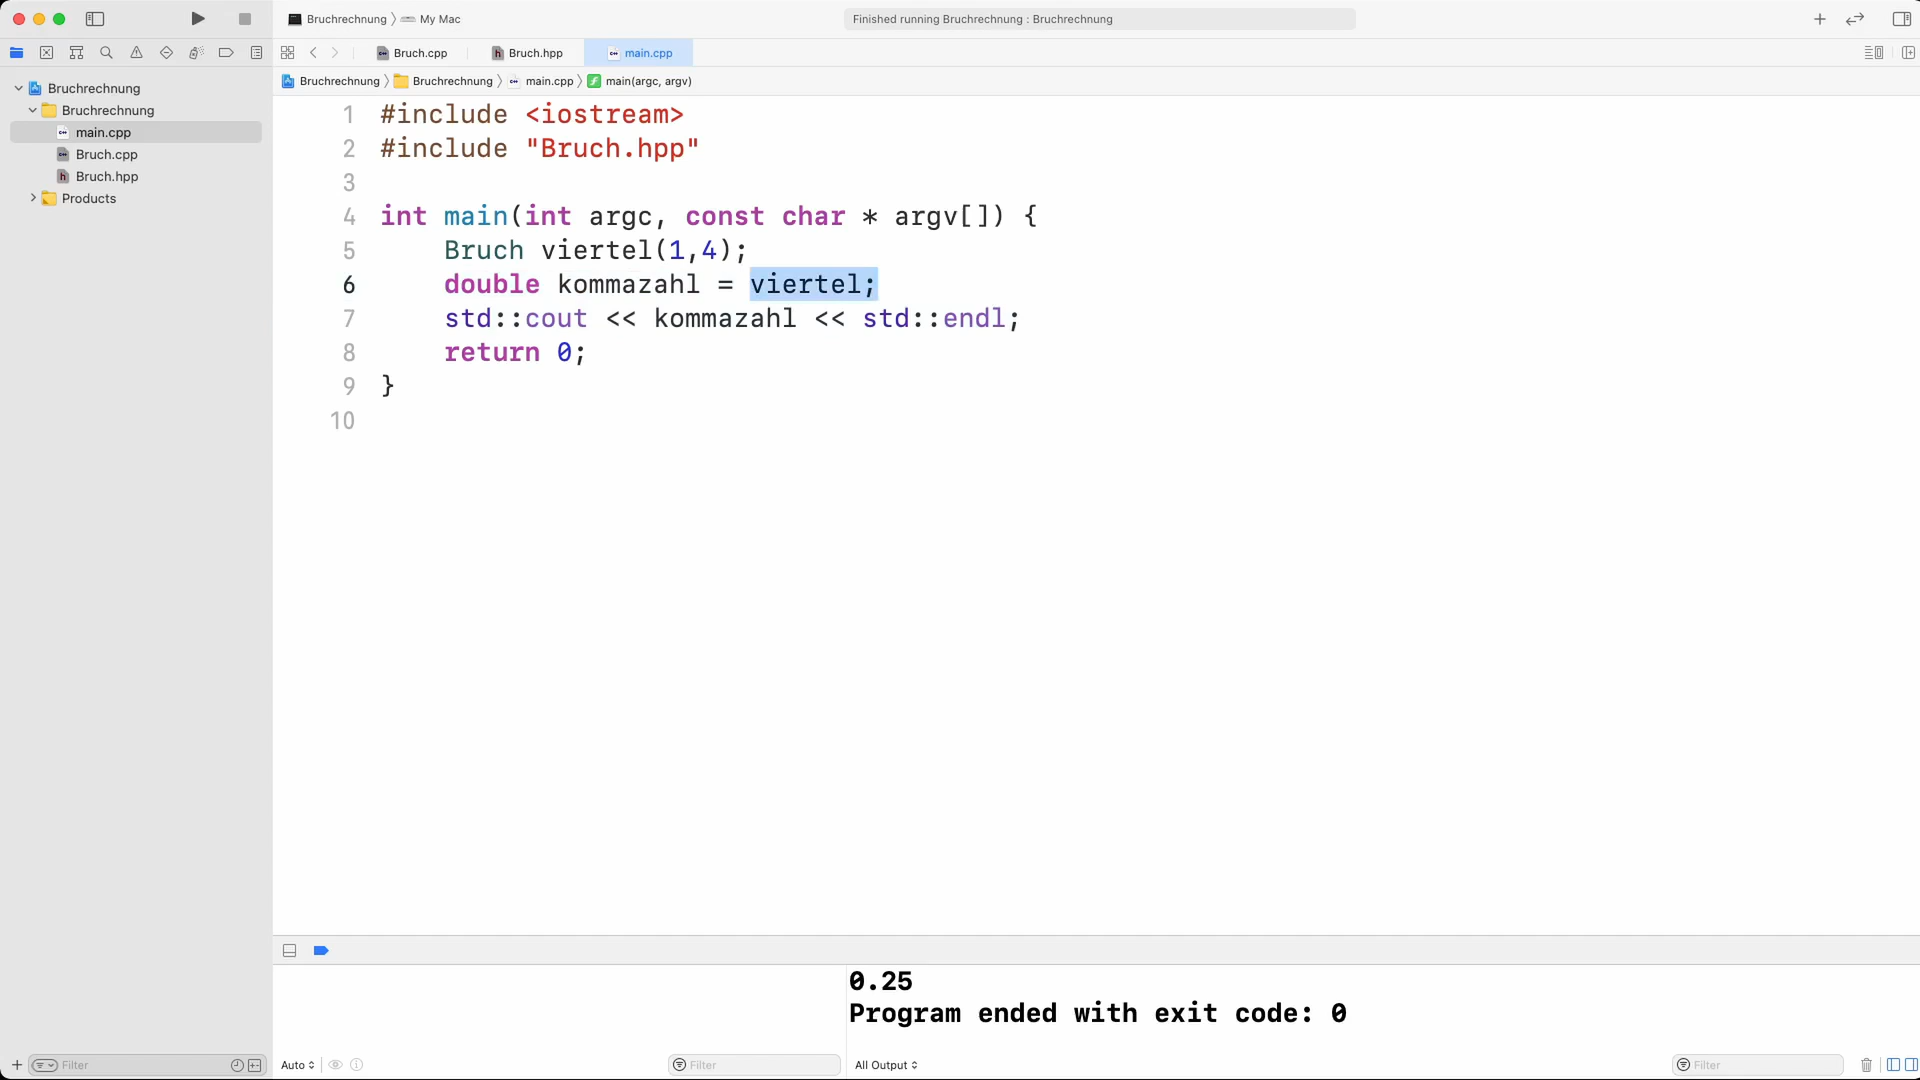 Bruchrechnung 〉 My Mac
Finished running Bruchrechnung : Bruchrechnung
Bruch.cpp
Bruch.hpp
main.cpp
Bruchrechnung 〉 Bruchrechnung 〉 main.cpp 〉 main(argc, argv)
Bruchrechnung
Bruchrechnung
main.cpp
Bruch.cpp
Bruch.hpp
Products
1 #include <iostream>
2 #include "Bruch.hpp"
3
4 int main(int argc, const char * argv[]) {
5 Bruch viertel(1,4);
6 double kommazahl = viertel;
7 std::cout << kommazahl << std::endl;
8 return 0;
9 }
10
0.25
Program ended with exit code: 0
Filter
Auto
Filter
All Output
Filter